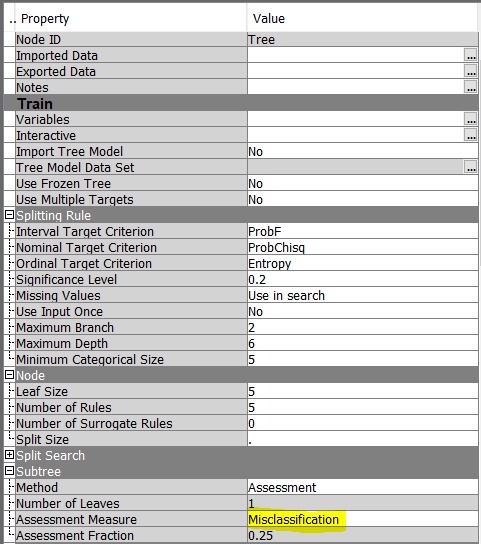 .. Property Value
Node ID Tree
Imported Data ...
Exported Data ...
Notes ...
Train
Variables ...
Interactive ...
Import Tree Model No
Tree Model Data Set ...
Use Frozen Tree No
Use Multiple Targets No
Splitting Rule
Interval Target Criterion ProbF
Nominal Target Criterion ProbChisq
Ordinal Target Criterion Entropy
Significance Level 0.2
Missing Values Use in search
Use Input Once No
Maximum Branch 2
Maximum Depth 6
Minimum Categorical Size 5
Node
Leaf Size 5
Number of Rules 5
Number of Surrogate Rules 0
Split Size .
Split Search
Subtree
Method Assessment
Number of Leaves 1
Assessment Measure Misclassification
Assessment Fraction 0.25